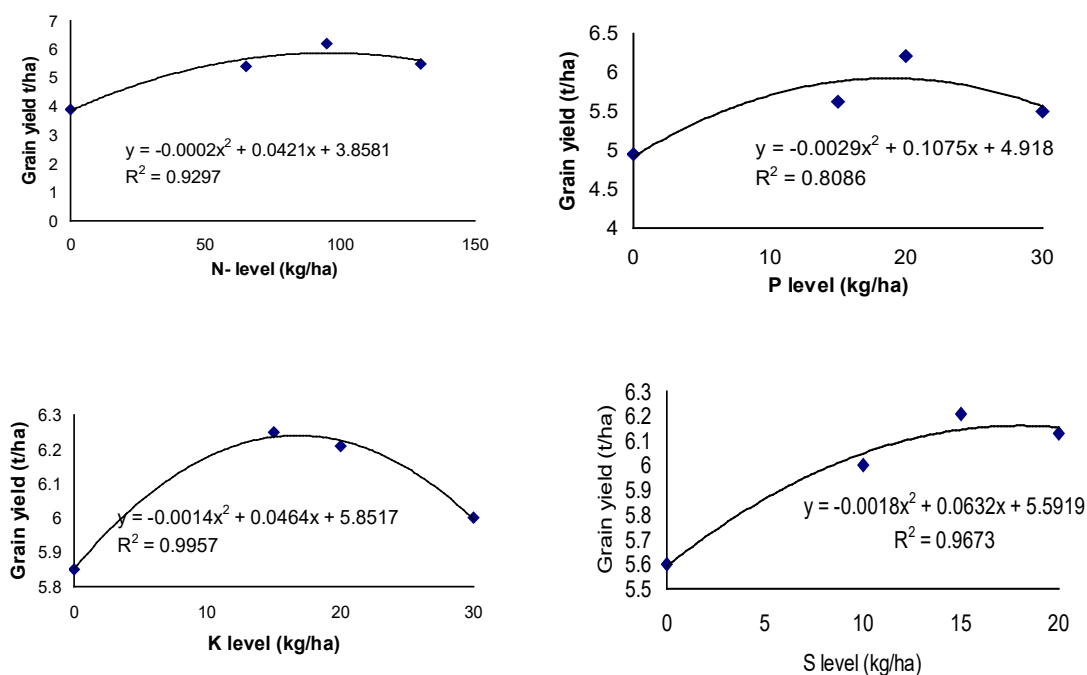 Grain yield t/ha
7
6
5
4
3
2
1
0
y = -0.0002x² + 0.0421x + 3.8581
R² = 0.9297
0
50
100
150
N- level (kg/ha)
Grain yield (t/ha)
6.5
6
5.5
5
4.5
4
y = -0.0029x² + 0.1075x + 4.918
R² = 0.8086
0
10
20
30
P level (kg/ha)
Grain yield (t/ha)
6.3
6.2
6.1
6
5.9
5.8
y = -0.0014x² + 0.0464x + 5.8517
R² = 0.9957
0
10
20
30
K level (kg/ha)
Grain yield (t/ha)
6.3
6.2
6.1
6
5.9
5.8
5.7
5.6
5.5
y = -0.0018x² + 0.0632x + 5.5919
R² = 0.9673
0
5
10
15
20
S level (kg/ha)